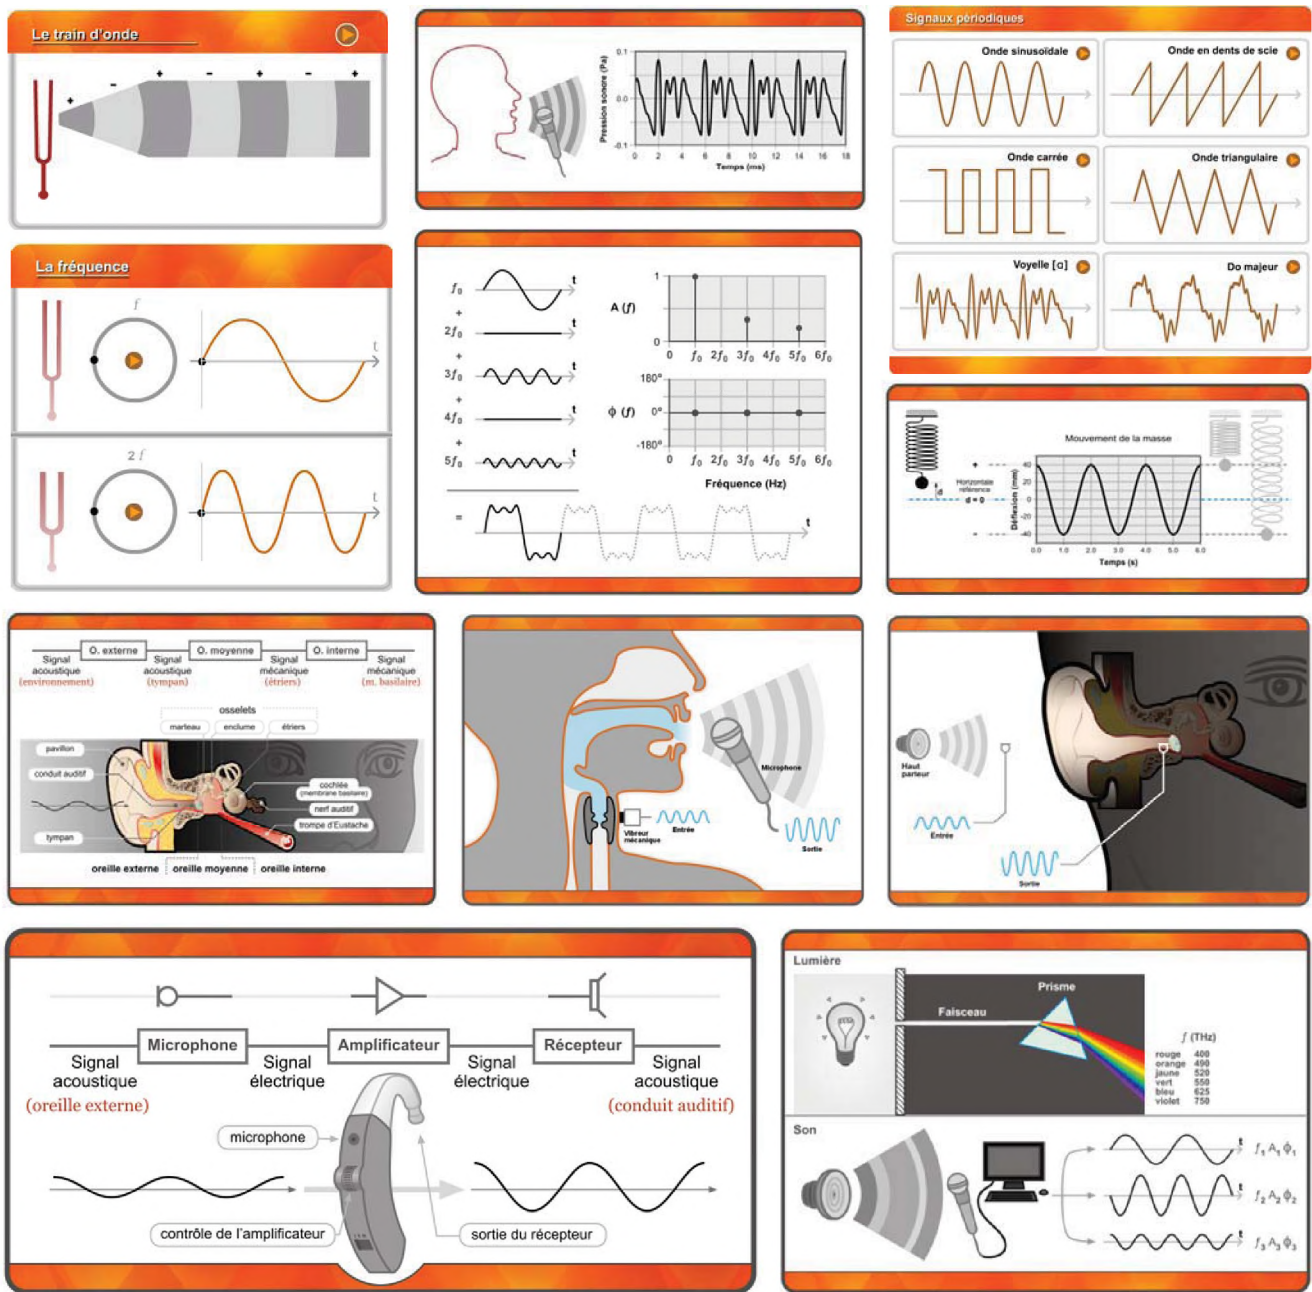 Le train d'onde
+ - + - + - +
La fréquence
f
t
2 f
t
Pression sonore (Pa)
0.1
0.0
-0.1
0 2 4 6 8 10 12 14 16 18
Temps (ms)
f₀
t
+
2f₀
t
+
3f₀
t
+
4f₀
t
+
5f₀
t
=
t
A (f)
1
0
0 f₀ 2f₀ 3f₀ 4f₀ 5f₀ 6f₀
ϕ (f)
180°
0°
-180°
0 f₀ 2f₀ 3f₀ 4f₀ 5f₀ 6f₀
Fréquence (Hz)
Signaux périodiques
Onde sinusoïdale
Onde en dents de scie
Onde carrée
Onde triangulaire
Voyelle [ɑ]
Do majeur
Mouvement de la masse
d
+
Horizontale
référence
d = 0
-
Déflexion (mm)
40
20
0
-20
-40
0.0 1.0 2.0 3.0 4.0 5.0 6.0
Temps (s)
O. externe
O. moyenne
O. interne
Signal
acoustique
(environnement)
Signal
acoustique
(tympan)
Signal
mécanique
(étriers)
Signal
mécanique
(m. basilaire)
osselets
marteau
enclume
étriers
pavillon
conduit auditif
tympan
cochlée
(membrane basilaire)
nerf auditif
trompe d'Eustache
oreille externe
oreille moyenne
oreille interne
Microphone
Vibreur
mécanique
Entrée
Sortie
Haut
parleur
Entrée
Sortie
Microphone
Amplificateur
Récepteur
Signal
acoustique
(oreille externe)
Signal
électrique
Signal
électrique
Signal
acoustique
(conduit auditif)
microphone
contrôle de l'amplificateur
sortie du récepteur
Lumière
Faisceau
Prisme
f (THz)
rouge 400
orange 490
jaune 520
vert 550
bleu 625
violet 750
Son
t
f₁ A₁ ϕ₁
t
f₂ A₂ ϕ₂
t
f₃ A₃ ϕ₃